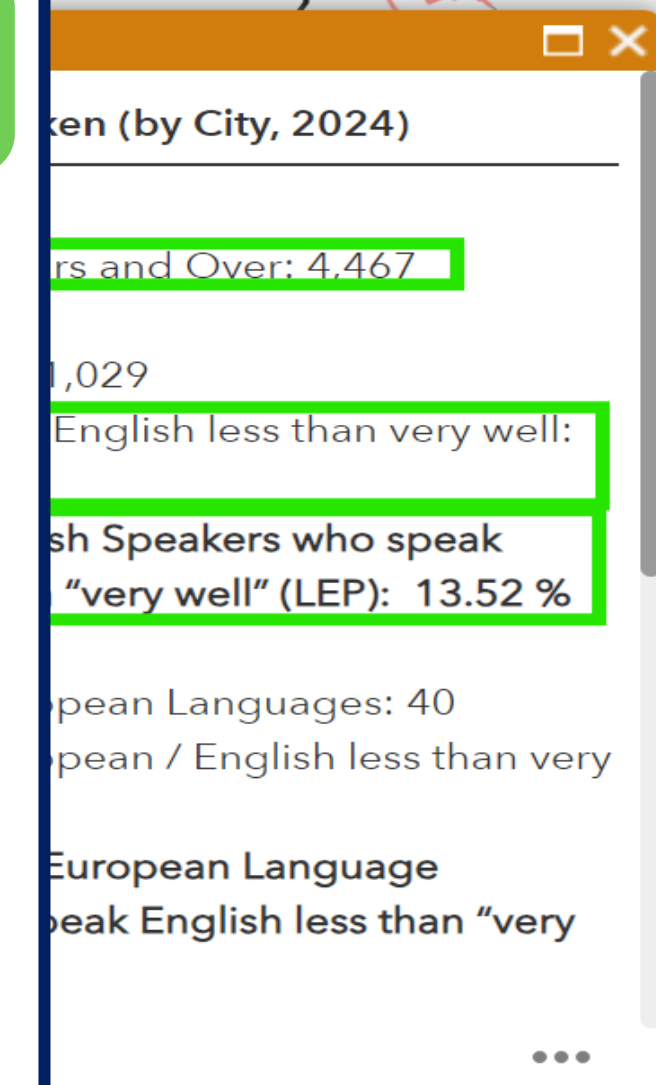 ken (by City, 2024)
rs and Over: 4,467
1,029
English less than very well:
sh Speakers who speak
"very well" (LEP): 13.52 %
pean Languages: 40
pean / English less than very
European Language
peak English less than "very